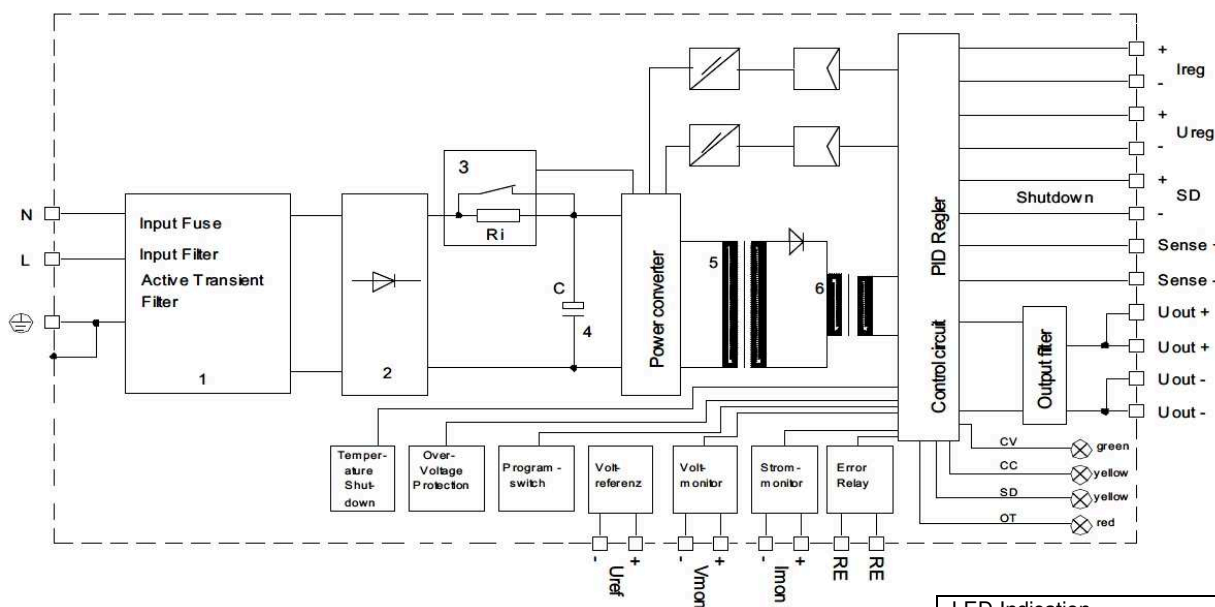 +
Ireg
-
+
Ureg
-
+
Shutdown
SD
-
Sense +
Sense -
Uout +
Uout +
Uout -
Uout -
N
L
Input Fuse
Input Filter
Active Transient
Filter
1
2
3
Ri
C
4
Power converter
5
6
PID Regler
Control circuit
Output filter
CV
green
CC
yellow
SD
yellow
OT
red
Temper-
ature
Shut-
down
Over-
Voltage
Protection
Program-
switch
Volt-
referenz
Volt-
monitor
Strom-
monitor
Error
Relay
- +
Uref
- +
Vmon
- +
Imon
RE
RE
LED Indication